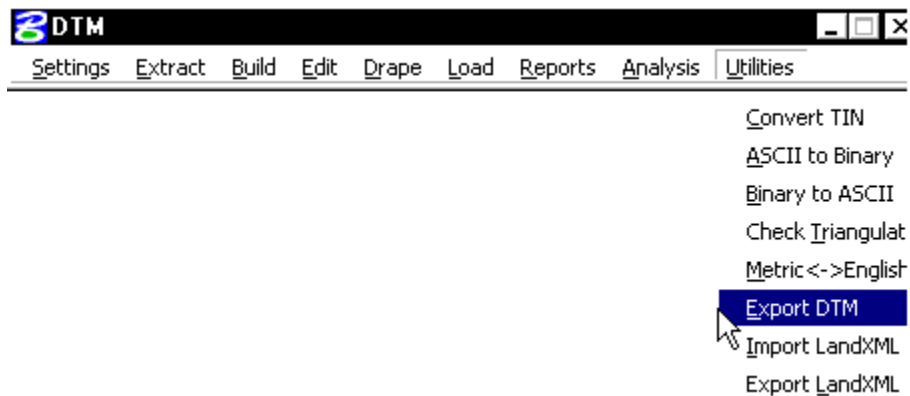 DTM
Settings Extract Build Edit Drape Load Reports Analysis Utilities
Convert TIN
ASCII to Binary
Binary to ASCII
Check Triangulat
Metric<->English
Export DTM
Import LandXML
Export LandXML